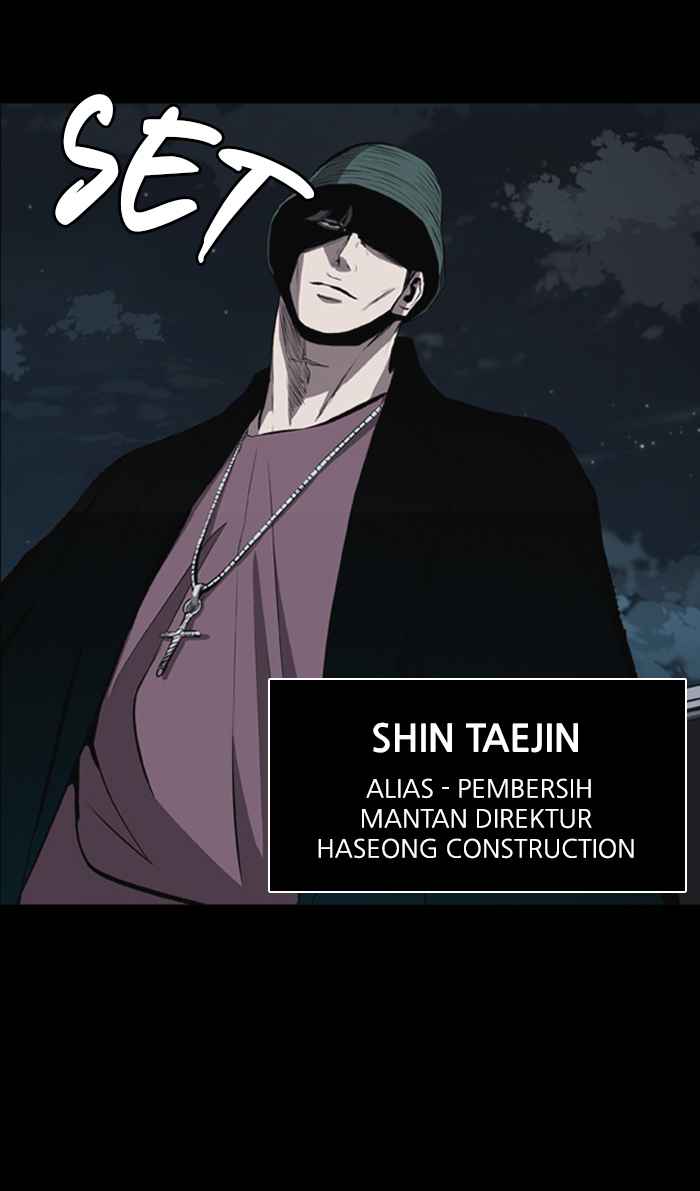 SET
SHIN TAEJIN
ALIAS - PEMBERSIH
MANTAN DIREKTUR
HASEONG CONSTRUCTION